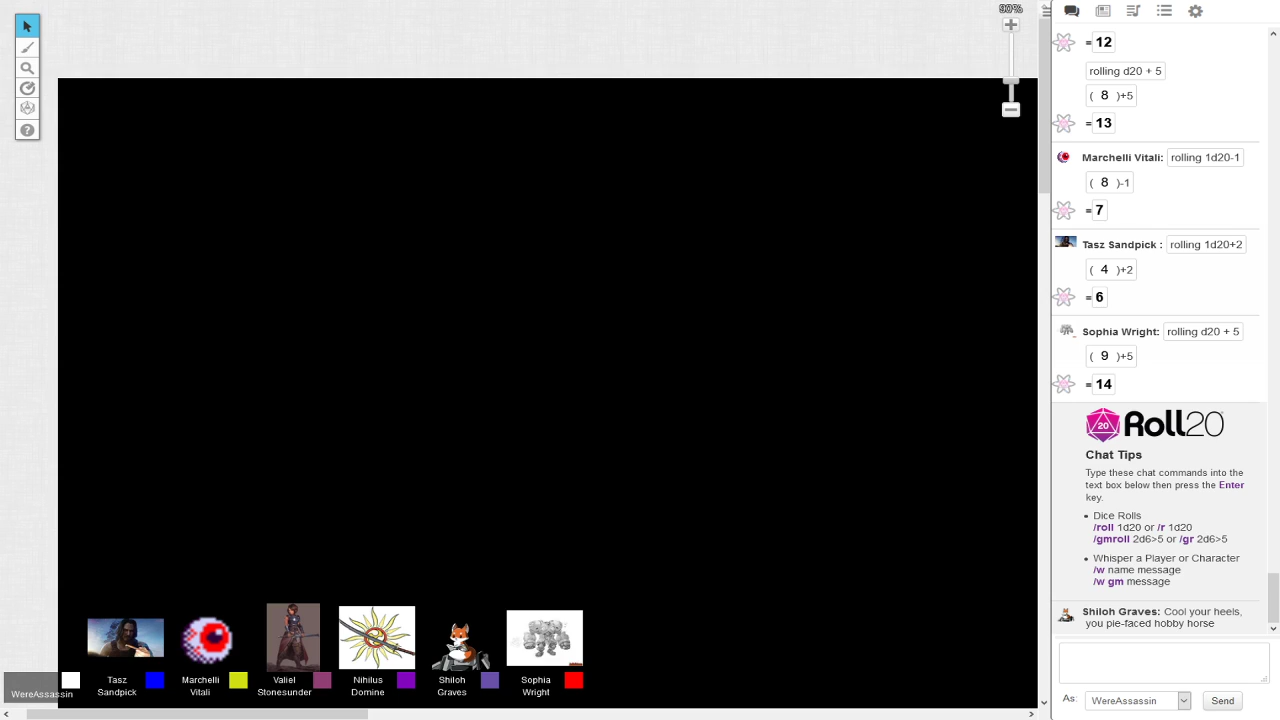 90%
= 12
rolling d20 + 5
( 8 )+5
= 13
Marchelli Vitali: rolling 1d20-1
( 8 )-1
= 7
Tasz Sandpick : rolling 1d20+2
( 4 )+2
= 6
Sophia Wright: rolling d20 + 5
( 9 )+5
= 14
20 Roll20
Chat Tips
Type these chat commands into the
text box below then press the Enter
key.
Dice Rolls
/roll 1d20 or /r 1d20
/gmroll 2d6>5 or /gr 2d6>5
Whisper a Player or Character
/w name message
/w gm message
Shiloh Graves: Cool your heels,
you pie-faced hobby horse
As: WereAssassin Send
WereAssassin
Tasz
Sandpick
Marchelli
Vitali
Valiel
Stonesunder
Nihilus
Domine
Shiloh
Graves
Sophia
Wright